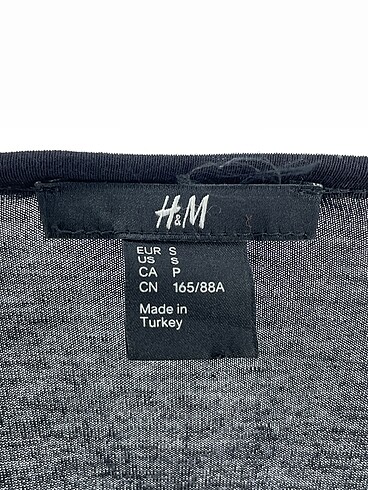 H&M
EUR S
US S
CA P
CN 165/88A
Made in
Turkey